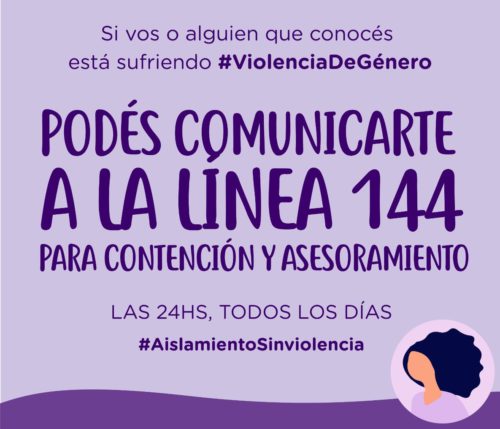 Si vos o alguien que conocés
está sufriendo #ViolenciaDeGénero
PODÉS COMUNICARTE
A LA LÍNEA 144
PARA CONTENCIÓN Y ASESORAMIENTO
LAS 24HS, TODOS LOS DÍAS
#AislamientoSinviolencia